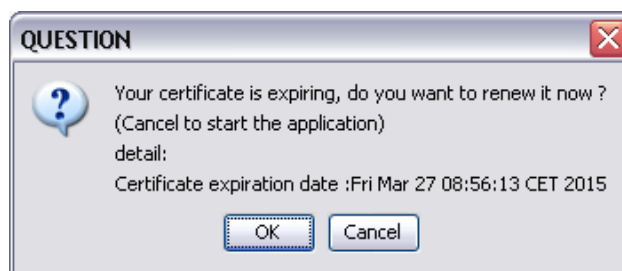 QUESTION
Your certificate is expiring, do you want to renew it now ?
(Cancel to start the application)
detail:
Certificate expiration date :Fri Mar 27 08:56:13 CET 2015
OK
Cancel